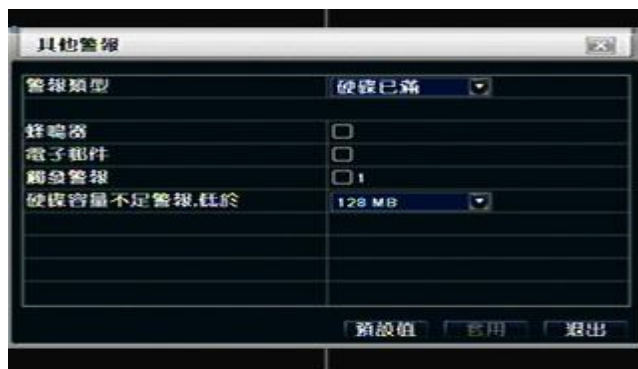 其他警報
警報類型 硬碟已滿
蜂鳴器
電子郵件
觸發警報 1
硬碟容量不足警報,低於 128 MB
預設值 套用 退出